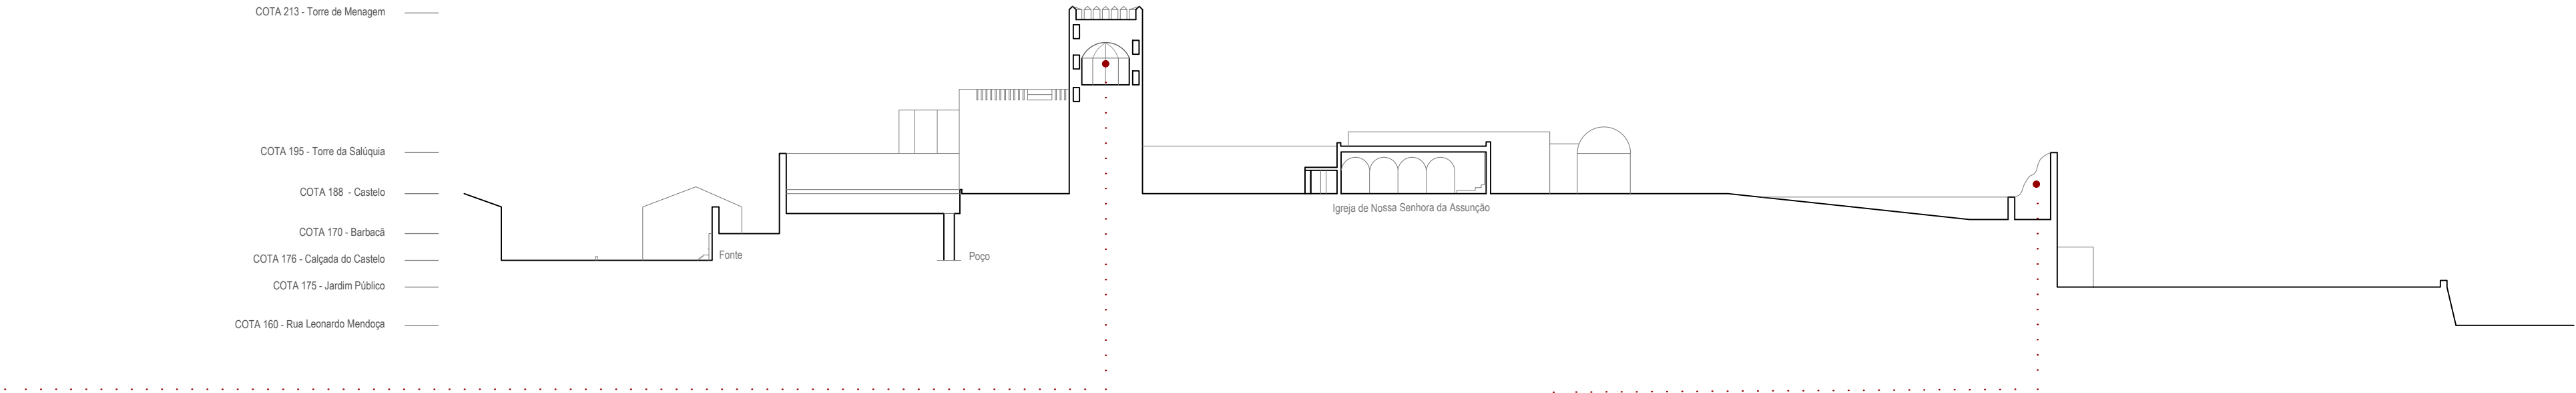 COTA 213 - Torre de Menagem
COTA 195 - Torre da Salúquia
COTA 188 - Castelo
Igreja de Nossa Senhora da Assunção
COTA 170 - Barbacã
Fonte
Poço
COTA 176 - Calçada do Castelo
COTA 175 - Jardim Público
COTA 160 - Rua Leonardo Mendoça